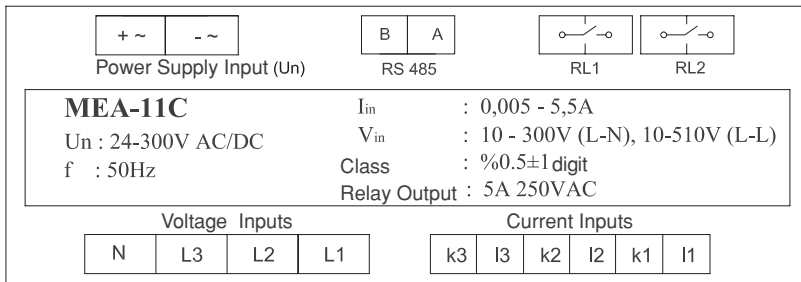 + ~ - ~ B A
Power Supply Input (Un) RS 485 RL1 RL2
MEA-11C Iin : 0,005 - 5,5A
Un : 24-300V AC/DC Vin : 10 - 300V (L-N), 10-510V (L-L)
f : 50Hz Class : %0.5±1 digit
Relay Output : 5A 250VAC
Voltage Inputs Current Inputs
N L3 L2 L1 k3 l3 k2 l2 k1 l1